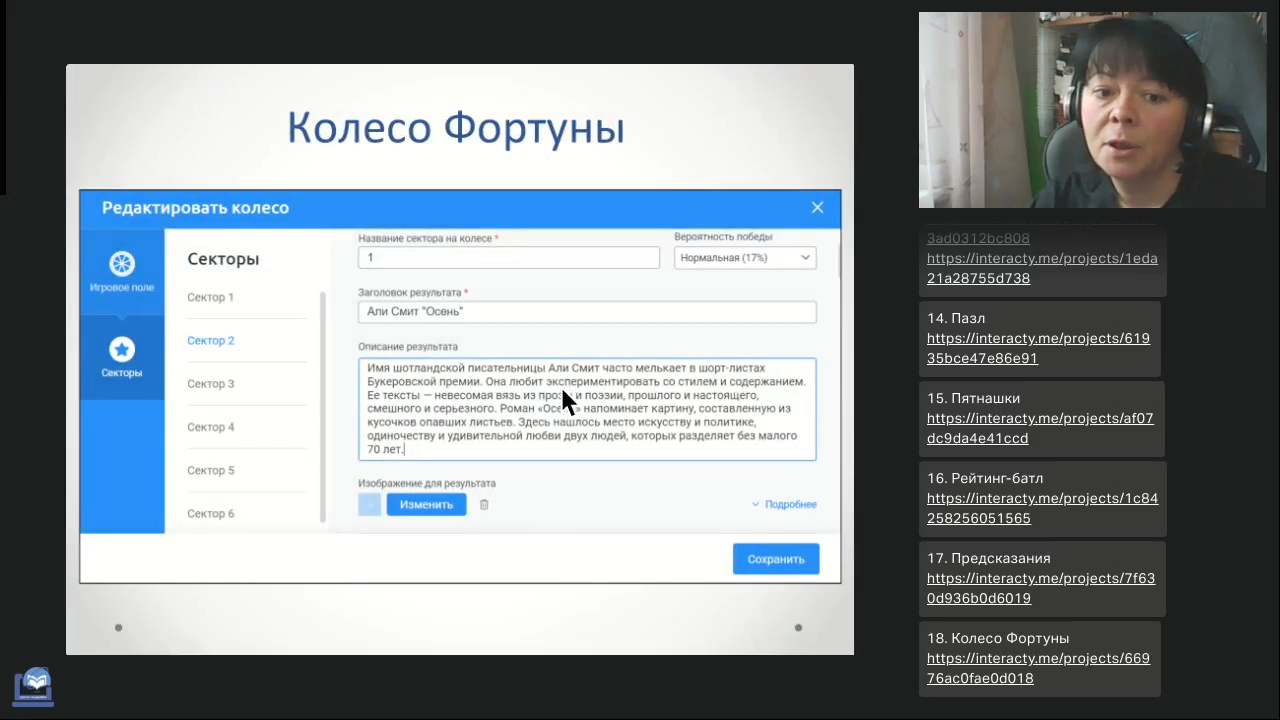 Колесо Фортуны
Редактировать колесо
Игровое поле
Секторы
Секторы
Сектор 1
Сектор 2
Сектор 3
Сектор 4
Сектор 5
Сектор 6
Название сектора на колесе *
1
Вероятность победы
Нормальная (17%)
Заголовок результата *
Али Смит "Осень"
Описание результата
Имя шотландской писательницы Али Смит часто мелькает в шорт-листах
Букеровской премии. Она любит экспериментировать со стилем и содержанием.
Ее тексты — невесомая вязь из прозы и поэзии, прошлого и настоящего,
смешного и серьезного. Роман «Осень» напоминает картину, составленную из
кусочков опавших листьев. Здесь нашлось место искусству и политике,
одиночеству и удивительной любви двух людей, которых разделяет без малого
70 лет.
Изображение для результата
Изменить
Подробнее
Сохранить
3ad0312bc808
https://interacty.me/projects/1eda
21a28755d738
14. Пазл
https://interacty.me/projects/619
35bce47e86e91
15. Пятнашки
https://interacty.me/projects/af07
dc9da4e41ccd
16. Рейтинг-батл
https://interacty.me/projects/1c84
258256051565
17. Предсказания
https://interacty.me/projects/7f63
0d936b0d6019
18. Колесо Фортуны
https://interacty.me/projects/669
76ac0fae0d018